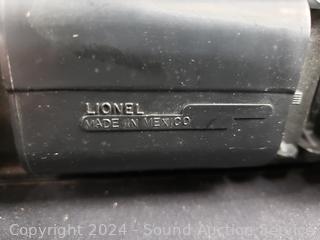 LIONEL
MADE IN MEXICO
Copyright 2024 - Sound Auction Service